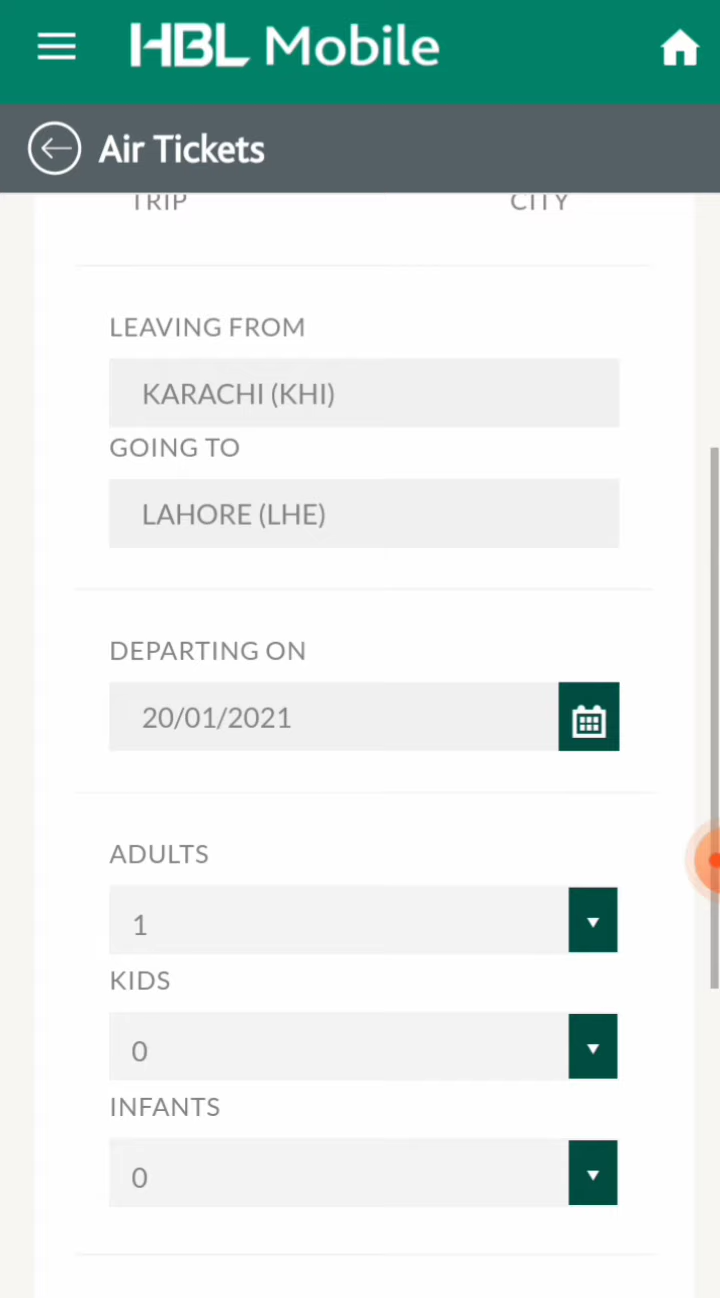 HBL Mobile
Air Tickets
TRIP CITY
LEAVING FROM
KARACHI (KHI)
GOING TO
LAHORE (LHE)
DEPARTING ON
20/01/2021
ADULTS
1
KIDS
0
INFANTS
0